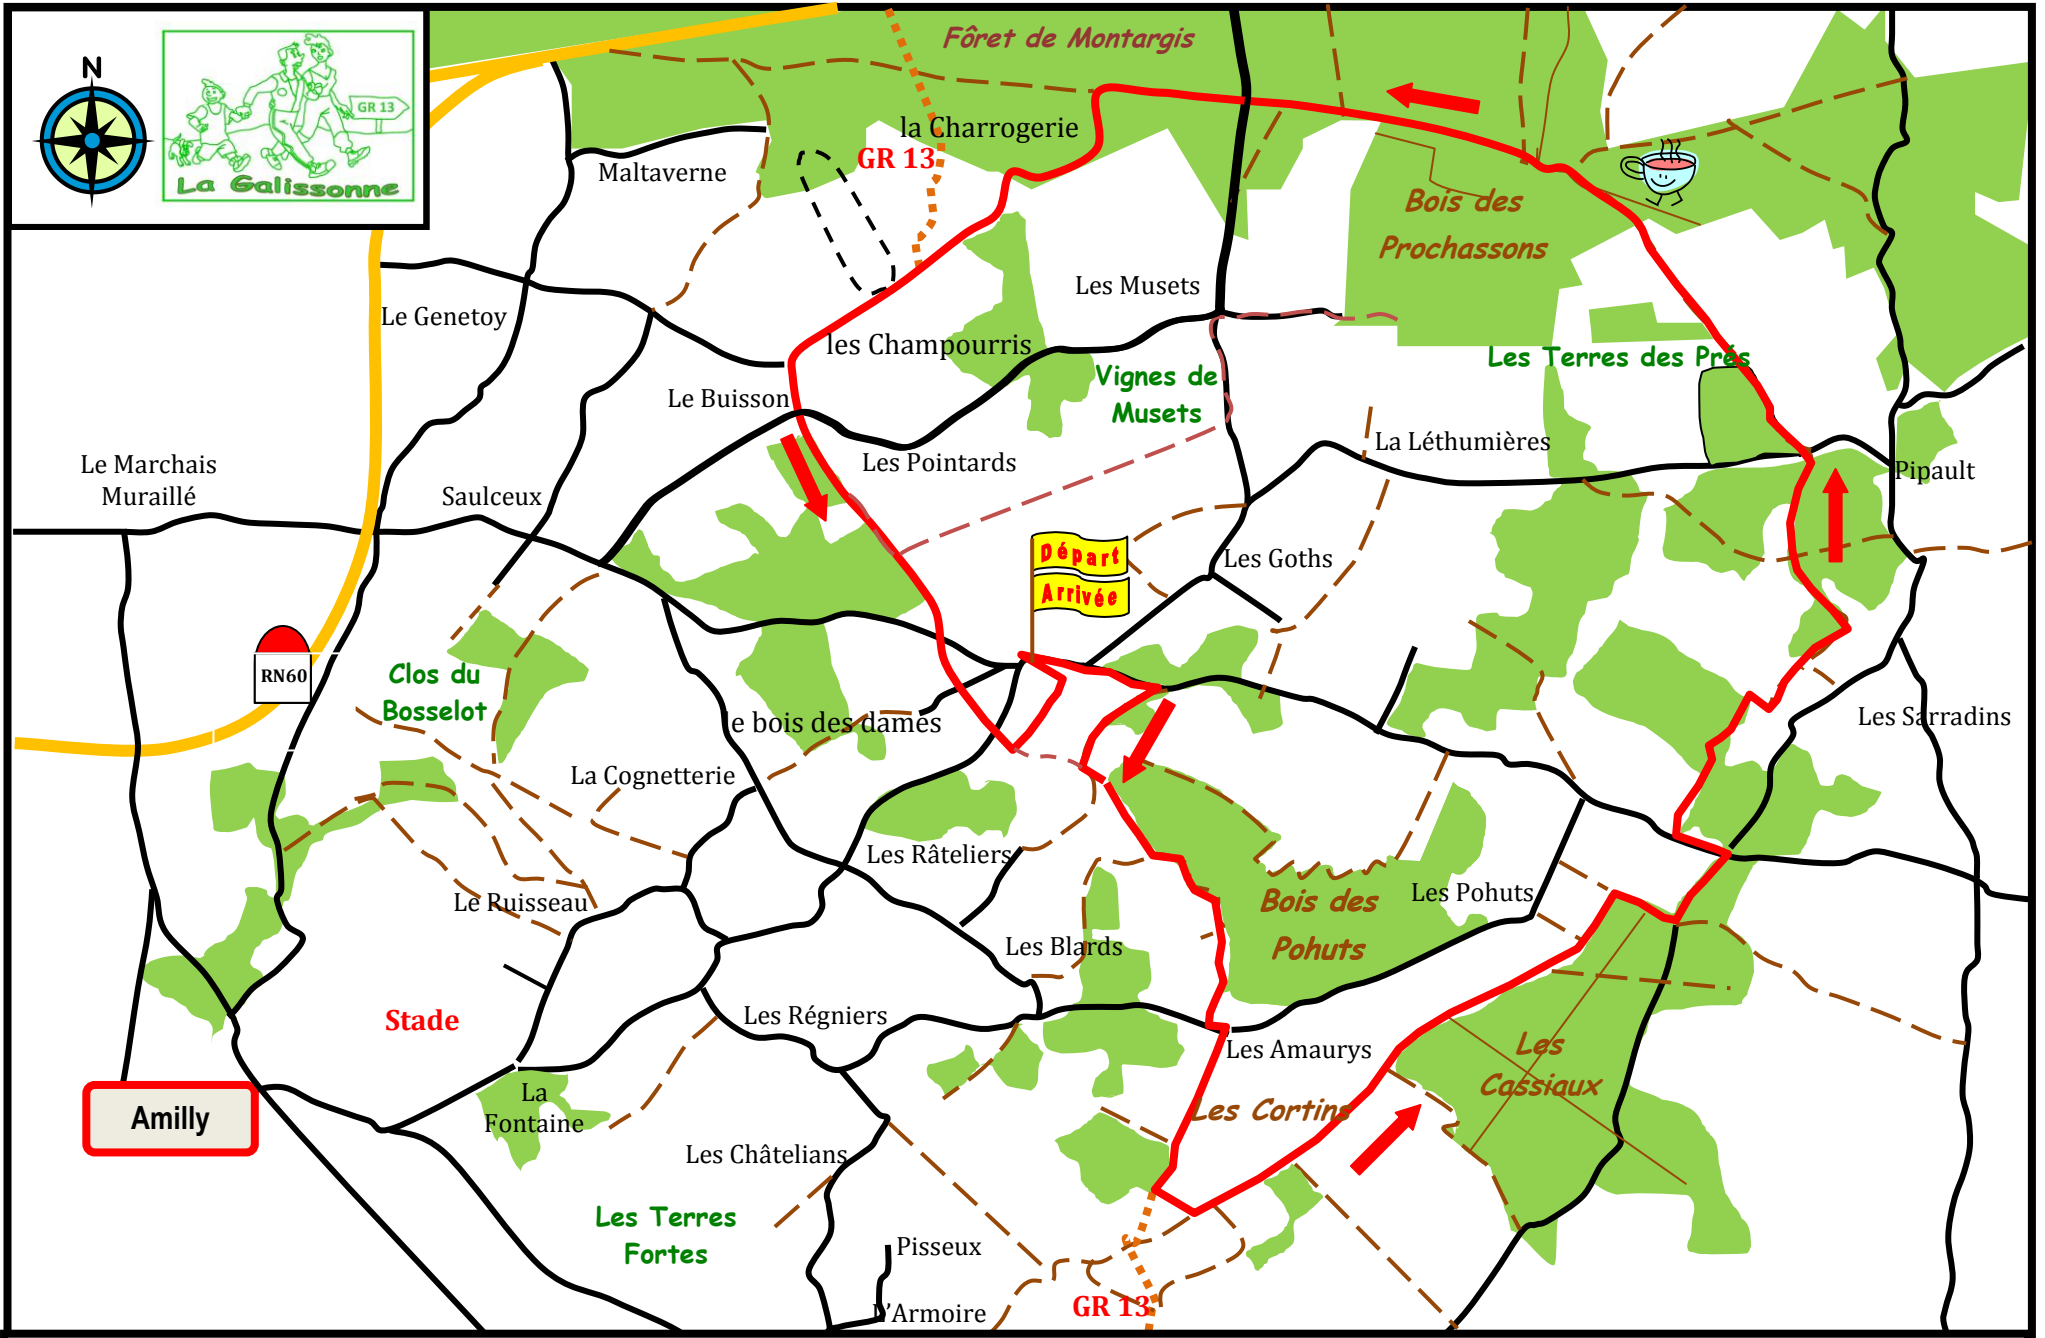 N
GR 13
La Galissonne
Fôret de Montargis
la Charrogerie
GR 13
Maltaverne
Bois des
Prochassons
Les Musets
Le Genetoy
les Champourris
Les Terres des Prés
Vignes de
Musets
Le Buisson
La Léthumières
Les Pointards
Le Marchais
Muraillé
Saulceux
Pipault
Départ
Arrivée
Les Goths
RN60
Clos du
Bosselot
le bois des dames
Les Sarradins
La Cognetterie
Les Râteliers
Le Ruisseau
Bois des
Pohuts
Les Pohuts
Les Blards
Stade
Les Régniers
Les Amaurys
Les
Cassiaux
La
Fontaine
Amilly
Les Cortins
Les Châtelians
Les Terres
Fortes
Pisseux
L'Armoire
GR 13